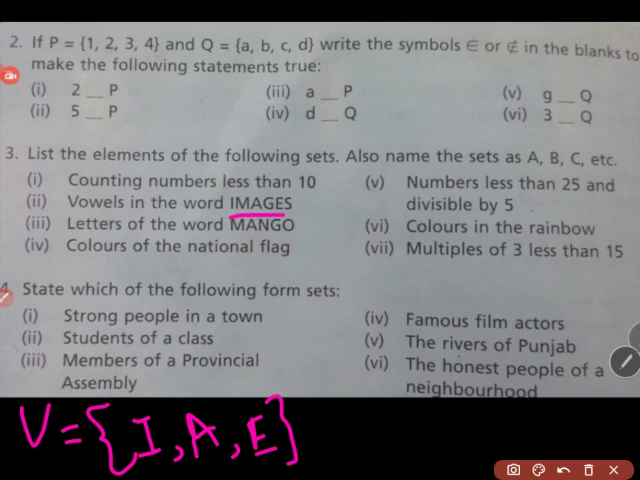 2. If P = {1, 2, 3, 4} and Q = {a, b, c, d} write the symbols ∈ or ∉ in the blanks to
make the following statements true:
(i) 2 __ P (iii) a __ P (v) g __ Q
(ii) 5 __ P (iv) d __ Q (vi) 3 __ Q
3. List the elements of the following sets. Also name the sets as A, B, C, etc.
(i) Counting numbers less than 10
(ii) Vowels in the word IMAGES
(iii) Letters of the word MANGO
(iv) Colours of the national flag
(v) Numbers less than 25 and
divisible by 5
(vi) Colours in the rainbow
(vii) Multiples of 3 less than 15
4. State which of the following form sets:
(i) Strong people in a town
(ii) Students of a class
(iii) Members of a Provincial
Assembly
(iv) Famous film actors
(v) The rivers of Punjab
(vi) The honest people of a
neighbourhood
V = {I, A, E}